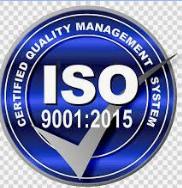 CERTIFIED QUALITY MANAGEMENT SYSTEM
ISO
9001:2015